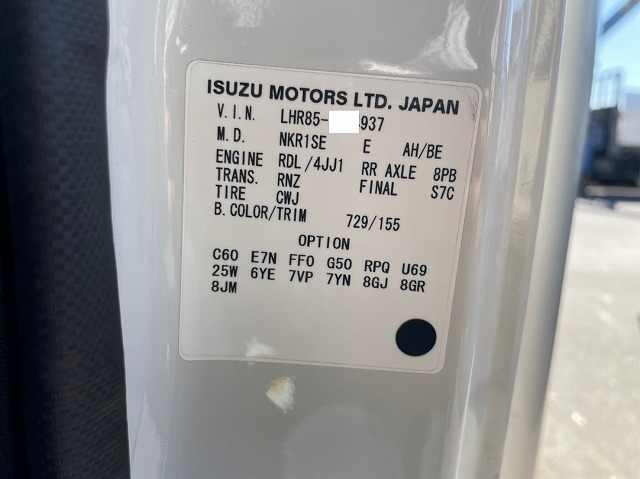 ISUZU MOTORS LTD. JAPAN
V.I.N. LHR85- 4937
M.D. NKR1SE E AH/BE
ENGINE RDL/4JJ1 RR AXLE 8PB
TRANS. RNZ FINAL S7C
TIRE CWJ
B.COLOR/TRIM 729/155
OPTION
C60 E7N FF0 G50 RPQ U69
25W 6YE 7VP 7YN 8GJ 8GR
8JM